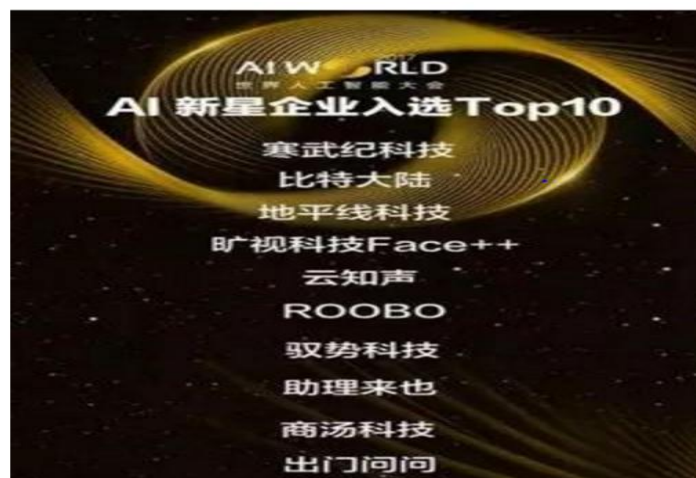 2017
AI WORLD
世界人工智能大会
AI 新星企业入选Top10
寒武纪科技
比特大陆
地平线科技
旷视科技Face++
云知声
ROOBO
驭势科技
助理来也
商汤科技
出门问问